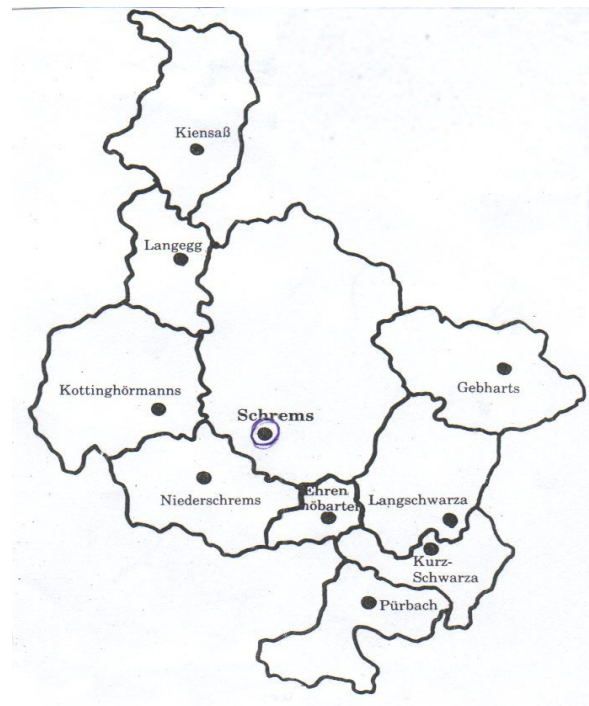 Kiensaß
Langegg
Kottinghörmanns
Gebharts
Schrems
Niederschrems
Ehren
höbarten
Langschwarza
Kurz-
Schwarza
Pürbach